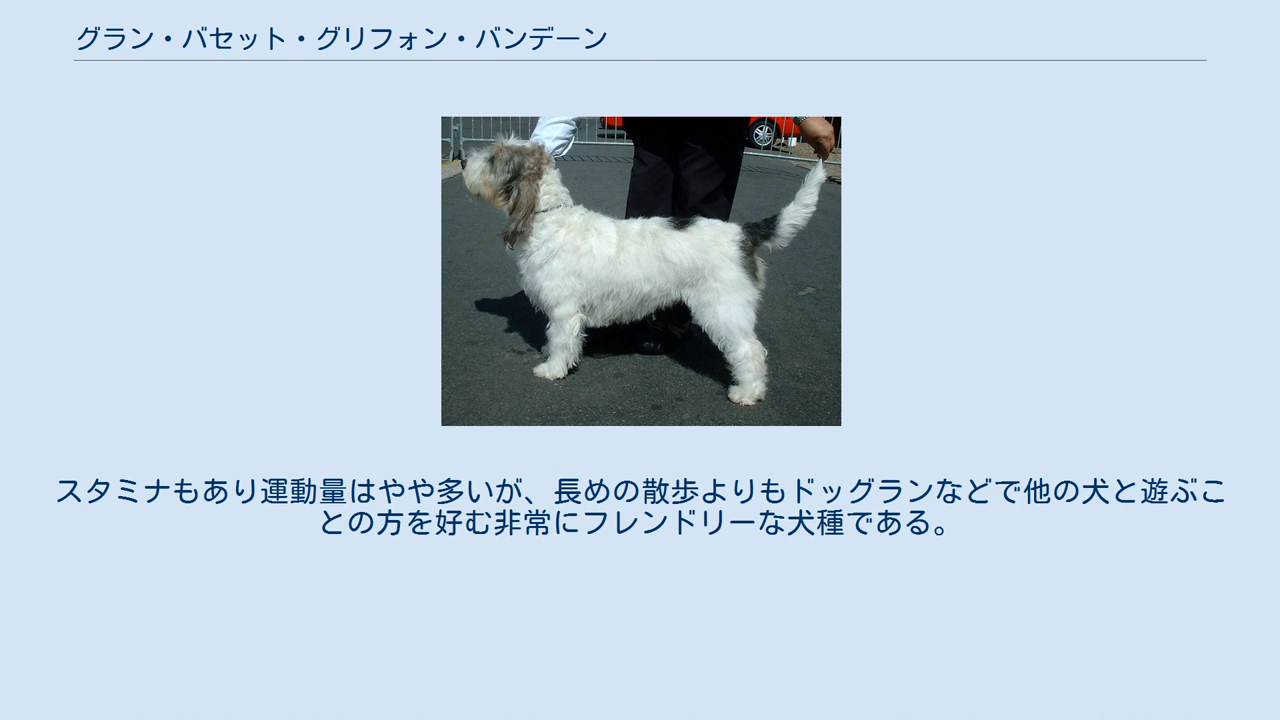 グラン・バセット・グリフォン・バンデーン
スタミナもあり運動量はやや多いが、長めの散歩よりもドッグランなどで他の犬と遊ぶこ
との方を好む非常にフレンドリーな犬種である。